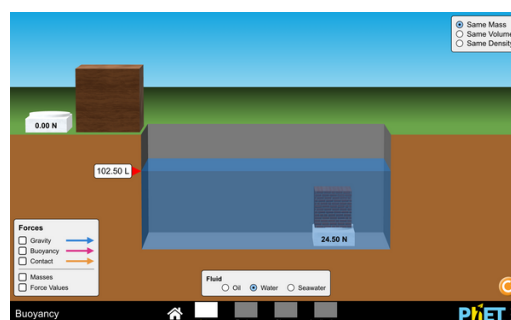 Same Mass
Same Volume
Same Density
0.00 N
102.50 L
24.50 N
Forces
Gravity
Buoyancy
Contact
Masses
Force Values
Fluid
Oil Water Seawater
Buoyancy
PhET